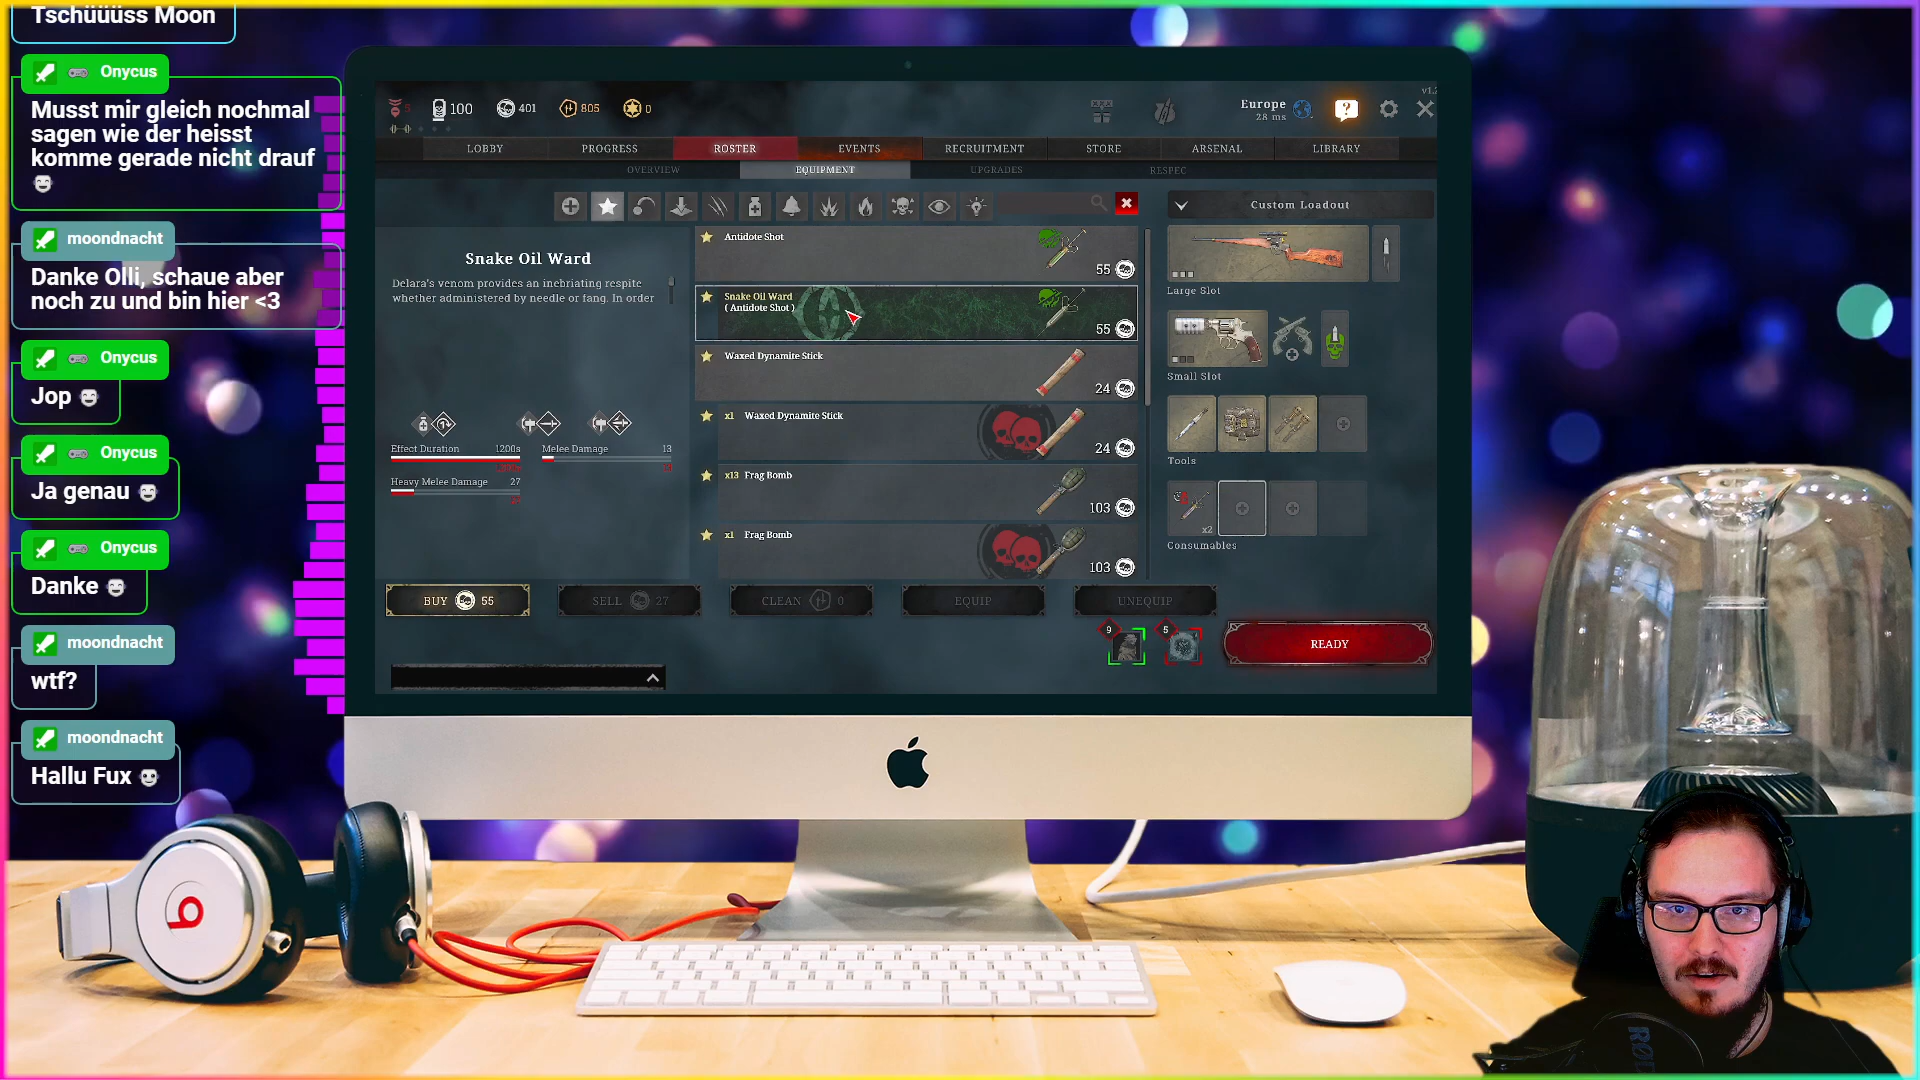 Tschüüüss Moon
Onycus
Musst mir gleich nochmal
sagen wie der heisst
komme gerade nicht drauf
moondnacht
Danke Olli, schaue aber
noch zu und bin hier <3
Onycus
Jop
Onycus
Ja genau
Onycus
Danke
moondnacht
wtf?
moondnacht
Hallu Fux
5
100
401
805
0
Europe
28 ms
v1.2
LOBBY
PROGRESS
ROSTER
EVENTS
RECRUITMENT
STORE
ARSENAL
LIBRARY
OVERVIEW
EQUIPMENT
UPGRADES
RESPEC
Snake Oil Ward
Delara's venom provides an inebriating respite
whether administered by needle or fang. In order
Effect Duration 1200s
Melee Damage 13
Heavy Melee Damage 27
Antidote Shot
55
Snake Oil Ward
( Antidote Shot )
55
Waxed Dynamite Stick
24
x1 Waxed Dynamite Stick
24
x13 Frag Bomb
103
x1 Frag Bomb
103
Custom Loadout
Large Slot
Small Slot
Tools
x2
Consumables
BUY 55
SELL 27
CLEAN 0
EQUIP
UNEQUIP
9
5
READY